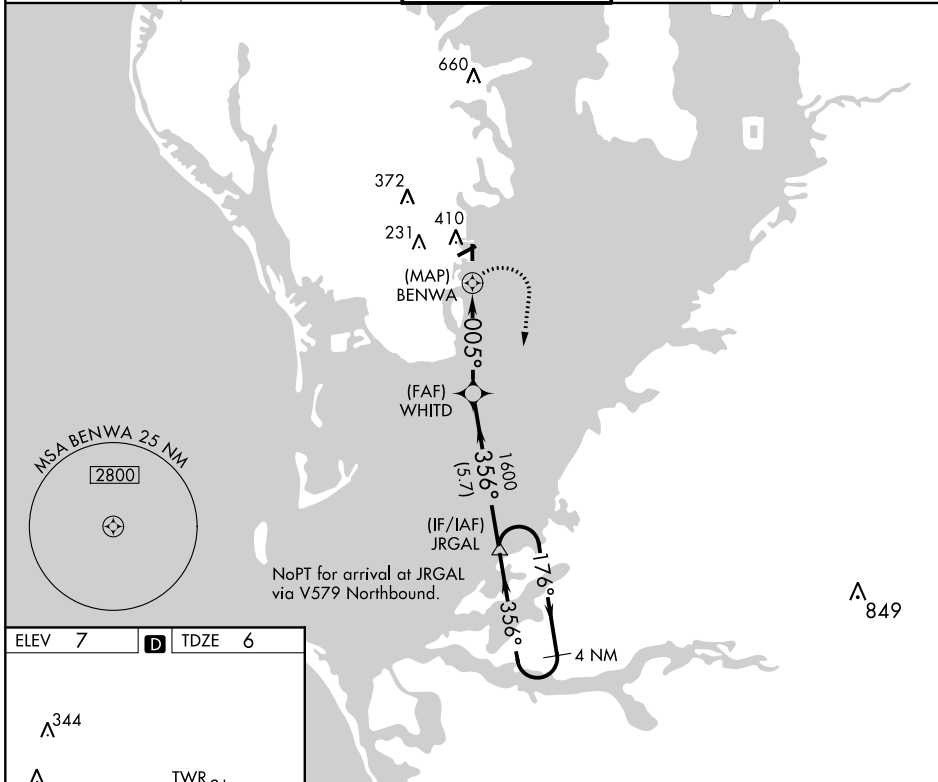 660
372
410
231
(MAP)
BENWA
005°
(FAF)
WHITD
MSA BENWA 25 NM
2800
1600
356°
(5.7)
(IF/IAF)
JRGAL
NoPT for arrival at JRGAL
via V579 Northbound.
176°
356°
849
4 NM
ELEV 7 D TDZE 6
344
TWR